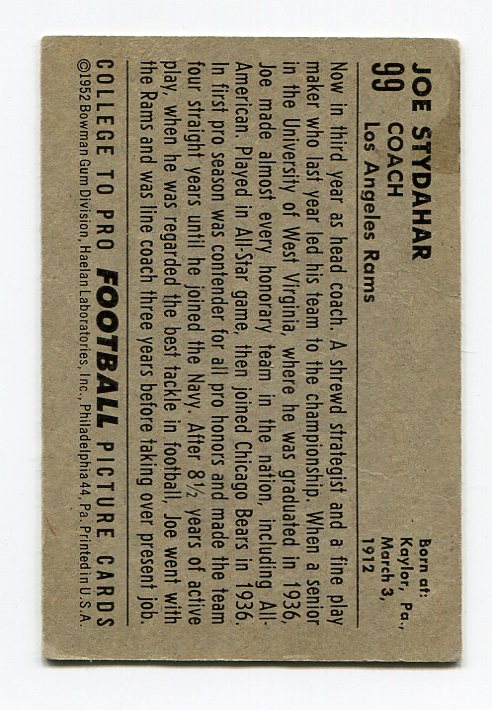 JOE STYDAHAR
99
COACH
Los Angeles Rams
Born at:
Kaylor, Pa.,
March 3,
1912
Now in third year as head coach. A shrewd strategist and a fine play
maker who last year led his team to the championship. When a senior
in the University of West Virginia, where he was graduated in 1936,
Joe made almost every honorary team in the nation, including All-
American. Played in All-Star game, then joined Chicago Bears in 1936.
In first pro season was contender for all pro honors and made the team
four straight years until he joined the Navy. After 8½ years of active
play, when he was regarded the best tackle in football, Joe went with
the Rams and was line coach three years before taking over present job.
COLLEGE TO PRO FOOTBALL PICTURE CARDS
©1952 Bowman Gum Division, Haelan Laboratories, Inc., Philadelphia 44, Pa. Printed in U.S.A.